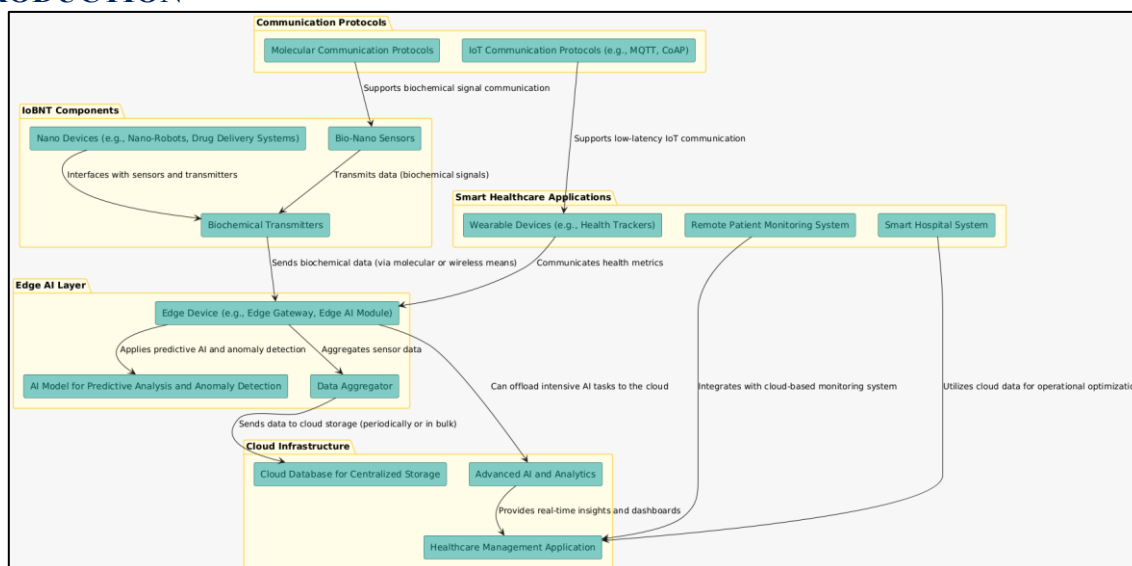 Communication Protocols
Molecular Communication Protocols
IoT Communication Protocols (e.g., MQTT, CoAP)
Supports biochemical signal communication
IoBNT Components
Nano Devices (e.g., Nano-Robots, Drug Delivery Systems)
Bio-Nano Sensors
Supports low-latency IoT communication
Interfaces with sensors and transmitters
Transmits data (biochemical signals)
Smart Healthcare Applications
Biochemical Transmitters
Wearable Devices (e.g., Health Trackers)
Remote Patient Monitoring System
Smart Hospital System
Sends biochemical data (via molecular or wireless means)
Communicates health metrics
Edge AI Layer
Edge Device (e.g., Edge Gateway, Edge AI Module)
Applies predictive AI and anomaly detection
Aggregates sensor data
AI Model for Predictive Analysis and Anomaly Detection
Data Aggregator
Can offload intensive AI tasks to the cloud
Integrates with cloud-based monitoring system
Utilizes cloud data for operational optimizatio
Sends data to cloud storage (periodically or in bulk)
Cloud Infrastructure
Cloud Database for Centralized Storage
Advanced AI and Analytics
Provides real-time insights and dashboards
Healthcare Management Application